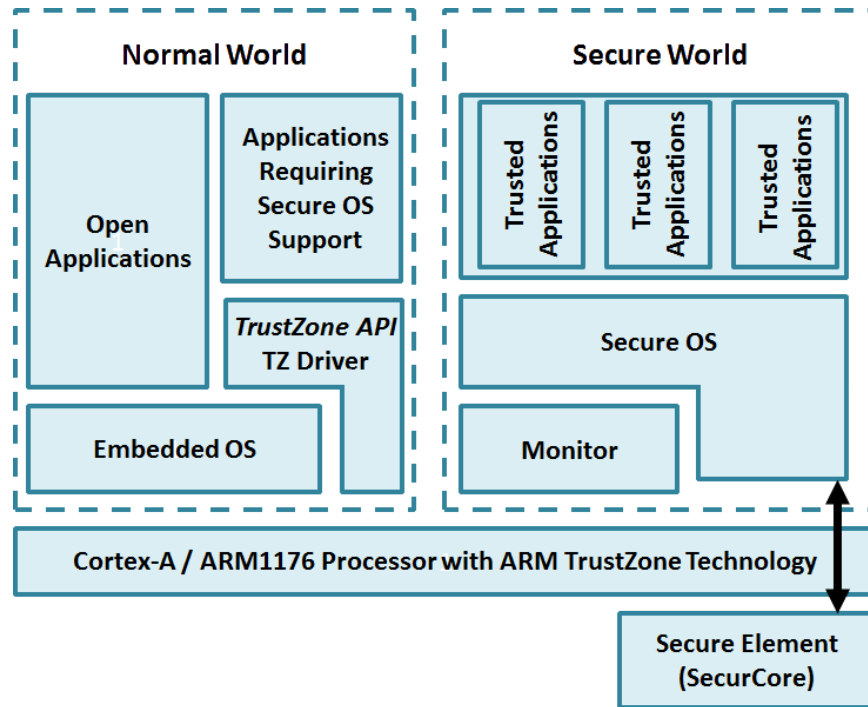 Normal World
Open
Applications
Applications
Requiring
Secure OS
Support
TrustZone API
TZ Driver
Embedded OS
Secure World
Trusted
Applications
Trusted
Applications
Trusted
Applications
Secure OS
Monitor
Cortex-A / ARM1176 Processor with ARM TrustZone Technology
Secure Element
(SecurCore)